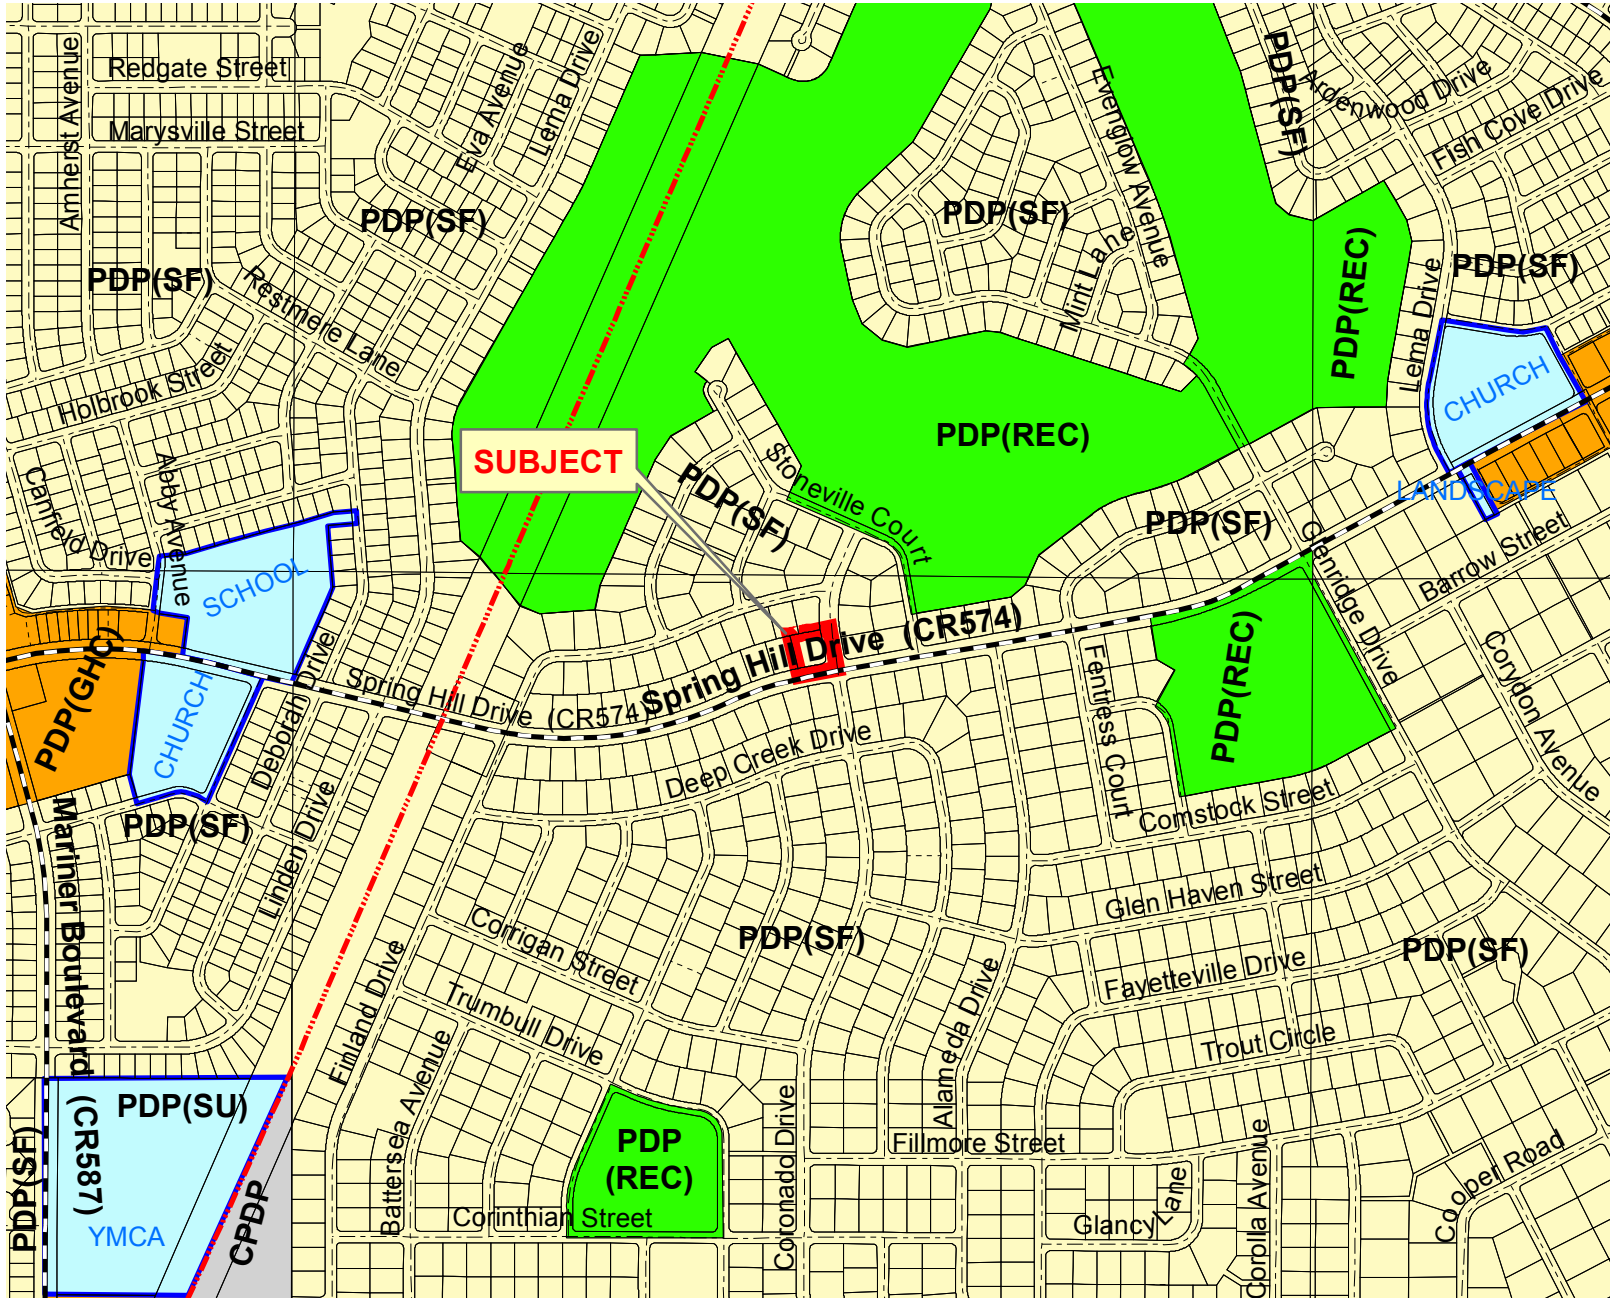 Redgate Street
Marysville Street
Amherst Avenue
Eva Avenue
Lema Drive
Evenglow Avenue
PDP(SF)
Ardenwood Drive
Fish Cove Drive
PDP(SF)
PDP(SF)
PDP(SF)
PDP(SF)
Restmere Lane
Holbrook Street
Mint Lane
PDP(REC)
Lema Drive
PDP(SF)
CHURCH
LANDSCAPE
SUBJECT
PDP(REC)
Stoneville Court
PDP(SF)
PDP(SF)
Canfield Drive
Abby Avenue
SCHOOL
Glenridge Drive
Barrow Street
Corydon Avenue
PDP(GHC)
CHURCH
Deborah Drive
Spring Hill Drive (CR574)
Spring Hill Drive (CR574)
Fentress Court
PDP(REC)
Deep Creek Drive
Comstock Street
PDP(SF)
Linden Drive
Mariner Boulevard (CR587)
Glen Haven Street
Corrigan Street
PDP(SF)
PDP(SF)
Fayetteville Drive
Finland Drive
Trumbull Drive
Alameda Drive
Trout Circle
Battersea Avenue
PDP(SU)
PDP(SF)
YMCA
CPDP
PDP
(REC)
Corinthian Street
Coronado Drive
Fillmore Street
Glancy Lane
Corolla Avenue
Cooper Road